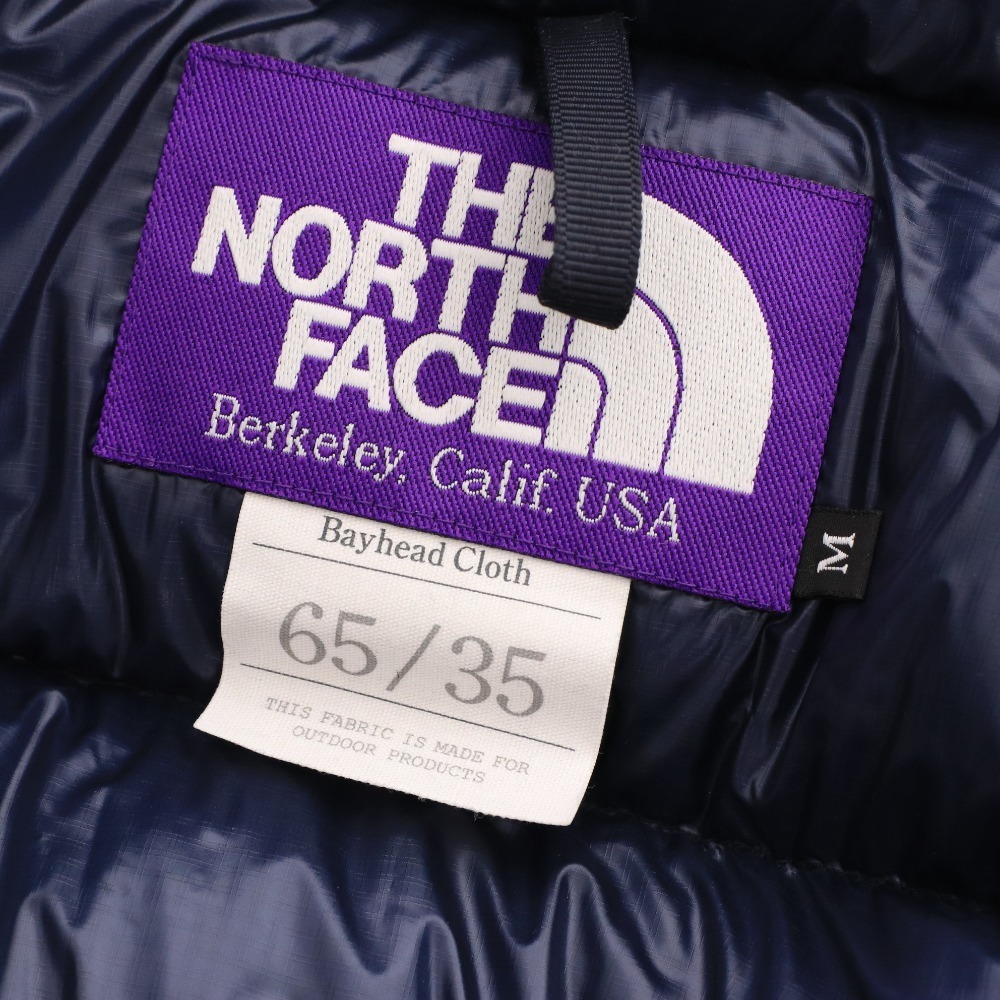 THE
NORTH
FACE
Berkeley, Calif. USA
M
Bayhead Cloth
65/35
THIS FABRIC IS MADE FOR
OUTDOOR PRODUCTS